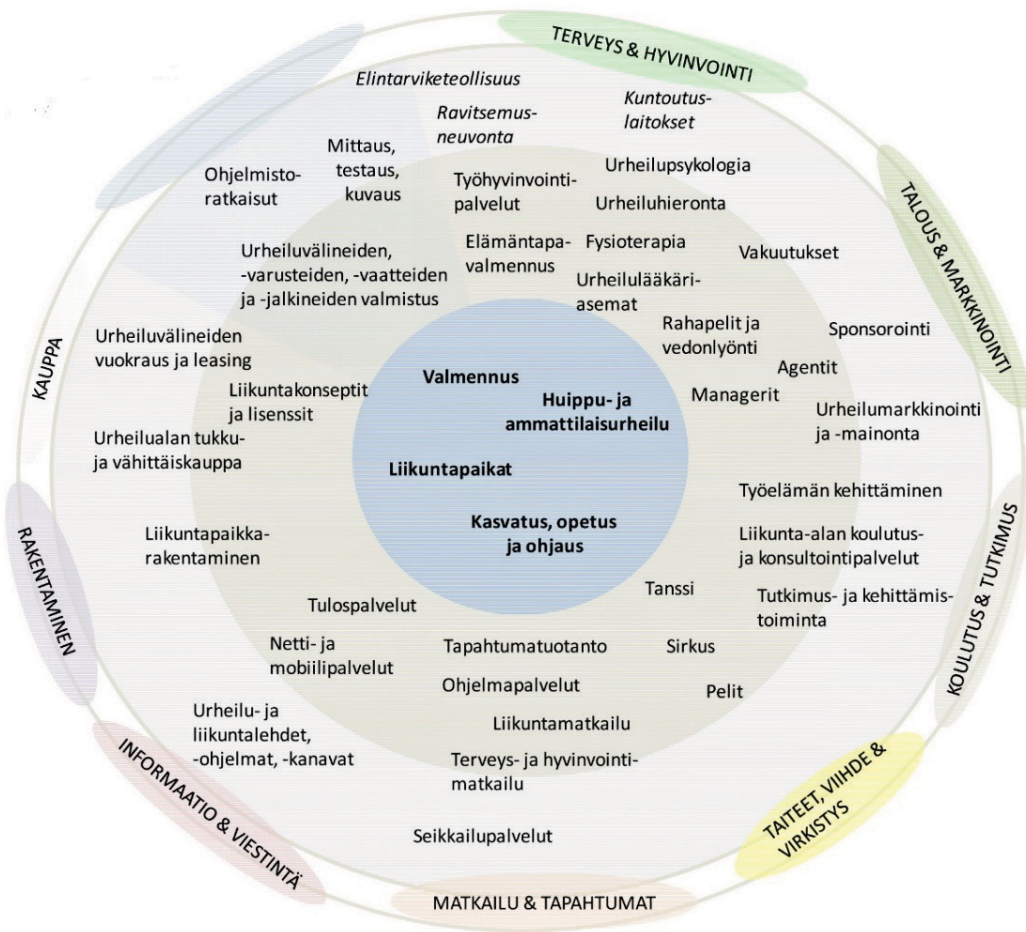 TERVEYS & HYVINVOINTI
Elintarviketeollisuus
Ravitsemus-
neuvonta
Kuntoutus-
laitokset
Mittaus,
testaus,
kuvaus
Ohjelmisto-
ratkaisut
Työhyvinvointi-
palvelut
Urheilupsykologia
Urheiluhieronta
TALOUS & MARKKINOINTI
Urheiluvälineiden,
-varusteiden, -vaatteiden
ja -jalkineiden valmistus
Elämäntapa-
valmennus
Fysioterapia
Urheilulääkäri-
asemat
Vakuutukset
KAUPPA
Urheiluvälineiden
vuokraus ja leasing
Rahapelit ja
vedonlyönti
Sponsorointi
Agentit
Managerit
Liikuntakonseptit
ja lisenssit
Valmennus
Huippu- ja
ammattilaisurheilu
Urheilumarkkinointi
ja -mainonta
Urheilualan tukku-
ja vähittäiskauppa
Liikuntapaikat
Kasvatus, opetus
ja ohjaus
Työelämän kehittäminen
RAKENTAMINEN
Liikuntapaikka-
rakentaminen
Liikunta-alan koulutus-
ja konsultointipalvelut
KOULUTUS & TUTKIMUS
Tulospalvelut
Tanssi
Tutkimus- ja kehittämis-
toiminta
Netti- ja
mobiilipalvelut
Tapahtumatuotanto
Sirkus
Ohjelmapalvelut
Pelit
Urheilu- ja
liikuntalehdet,
-ohjelmat, -kanavat
Liikuntamatkailu
Terveys- ja hyvinvointi-
matkailu
INFORMAATIO & VIESTINTÄ
TAITEET, VIIHDE &
VIRKISTYS
Seikkailupalvelut
MATKAILU & TAPAHTUMAT